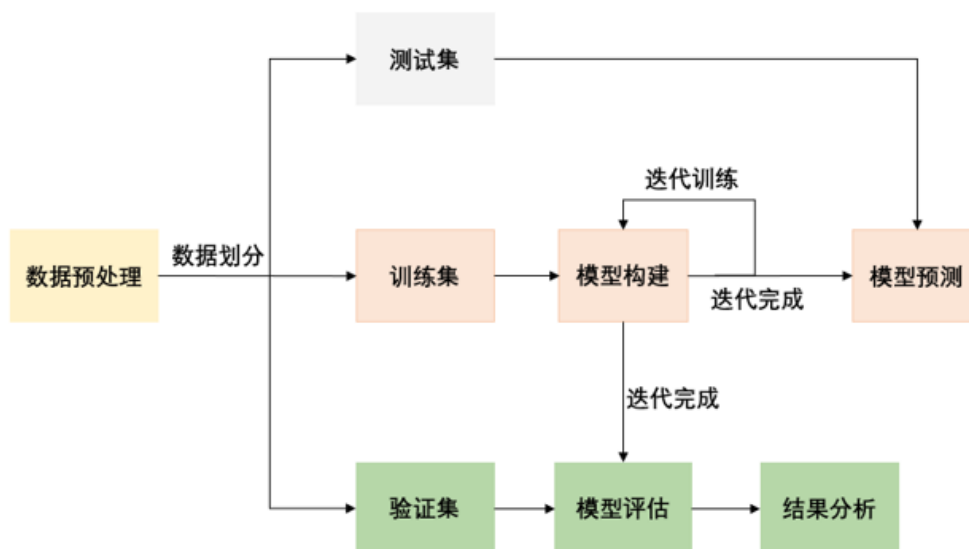 测试集
迭代训练
数据划分
数据预处理
训练集
模型构建
迭代完成
模型预测
迭代完成
验证集
模型评估
结果分析